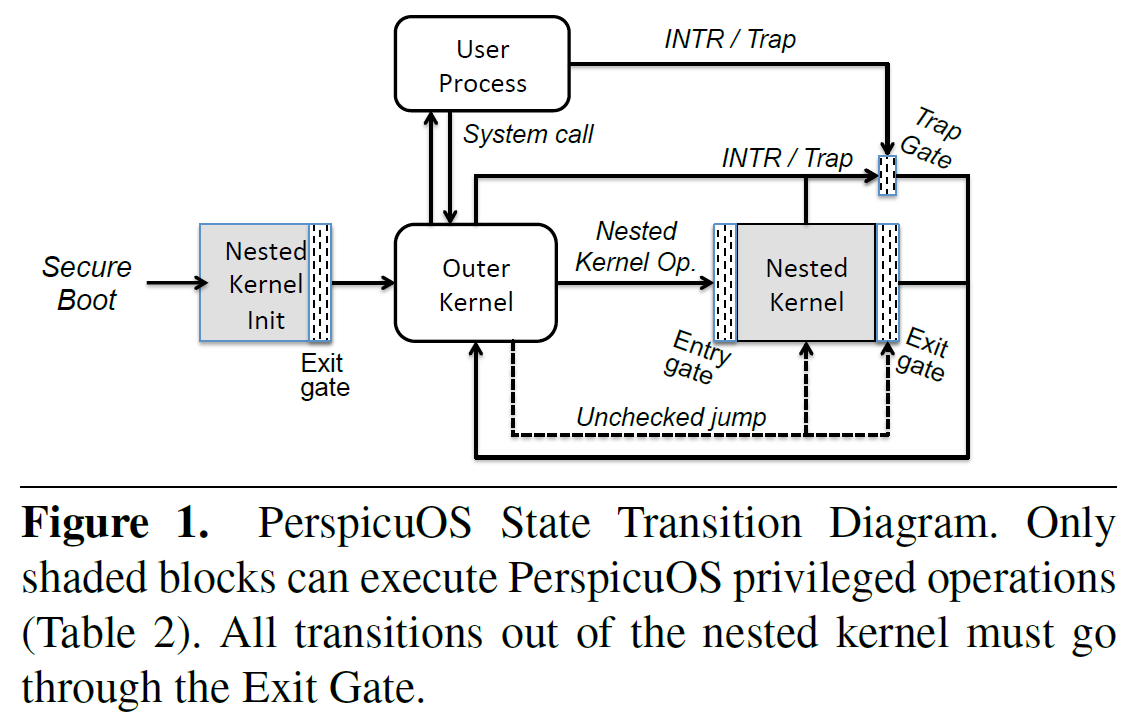 User
Process
INTR / Trap
System call
Trap
Gate
INTR / Trap
Secure
Boot
Nested
Kernel
Init
Exit
gate
Outer
Kernel
Nested
Kernel Op.
Entry
gate
Nested
Kernel
Exit
gate
Unchecked jump
Figure 1. PerspicuOS State Transition Diagram. Only
shaded blocks can execute PerspicuOS privileged operations
(Table 2). All transitions out of the nested kernel must go
through the Exit Gate.